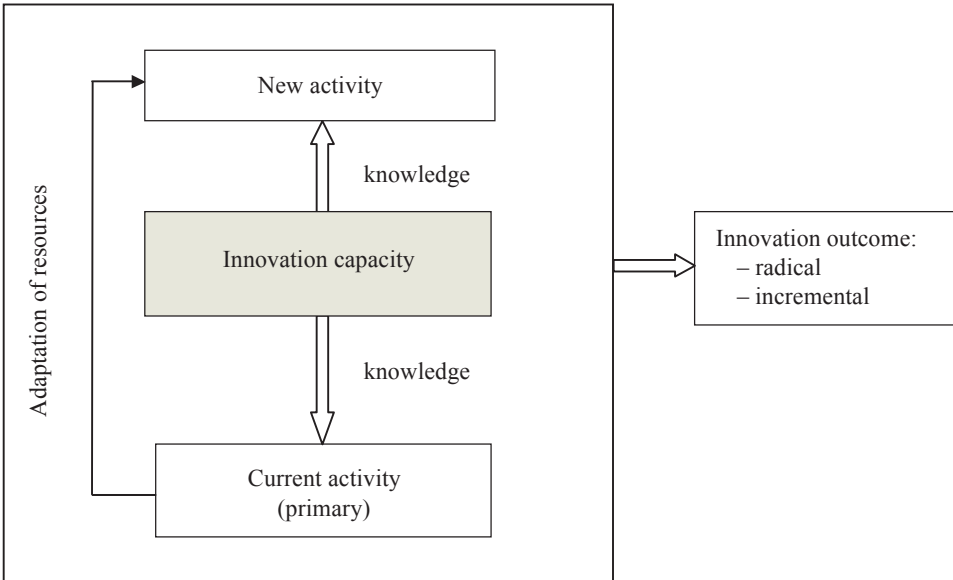 New activity
knowledge
Adaptation of resources
Innovation capacity
Innovation outcome:
– radical
– incremental
knowledge
Current activity
(primary)